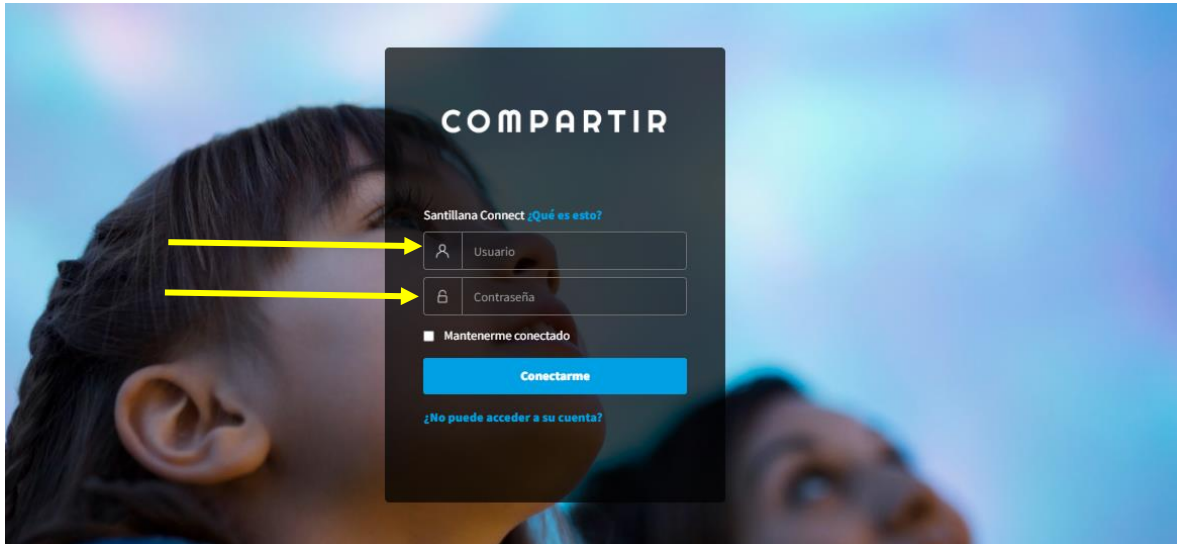 COMPARTIR
Santillana Connect ¿Qué es esto?
Usuario
Contraseña
Mantenerme conectado
Conectarme
¿No puede acceder a su cuenta?